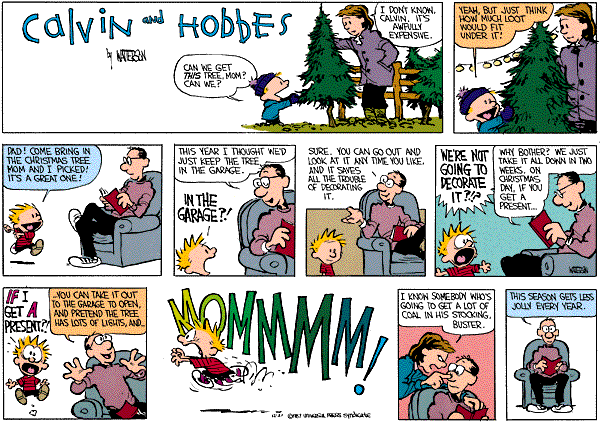 Calvin and Hobbes
by WATTERSON
CAN WE GET
THIS TREE, MOM?
CAN WE?
I DON'T KNOW,
CALVIN. IT'S
AWFULLY
EXPENSIVE.
YEAH, BUT JUST THINK
HOW MUCH LOOT
WOULD FIT
UNDER IT!
DAD! COME BRING IN
THE CHRISTMAS TREE
MOM AND I PICKED!
IT'S A GREAT ONE!
THIS YEAR I THOUGHT WE'D
JUST KEEP THE TREE
IN THE GARAGE.
IN THE
GARAGE?!
SURE. YOU CAN GO OUT AND
LOOK AT IT ANY TIME YOU LIKE,
AND IT SAVES
ALL THE TROUBLE
OF DECORATING
IT.
WE'RE NOT
GOING TO
DECORATE
IT?!?
WHY BOTHER? WE JUST
TAKE IT ALL DOWN IN TWO
WEEKS. ON
CHRISTMAS
DAY, IF YOU
GET A
PRESENT...
WATTERSON
IF I
GET A
PRESENT?!
...YOU CAN TAKE IT OUT
TO THE GARAGE TO OPEN,
AND PRETEND THE TREE
HAS LOTS OF LIGHTS, AND...
MOMMMM!
12-27 ©1987 UNIVERSAL PRESS SYNDICATE
I KNOW SOMEBODY WHO'S
GOING TO GET A LOT OF
COAL IN HIS STOCKING,
BUSTER.
THIS SEASON GETS LESS
JOLLY EVERY YEAR.